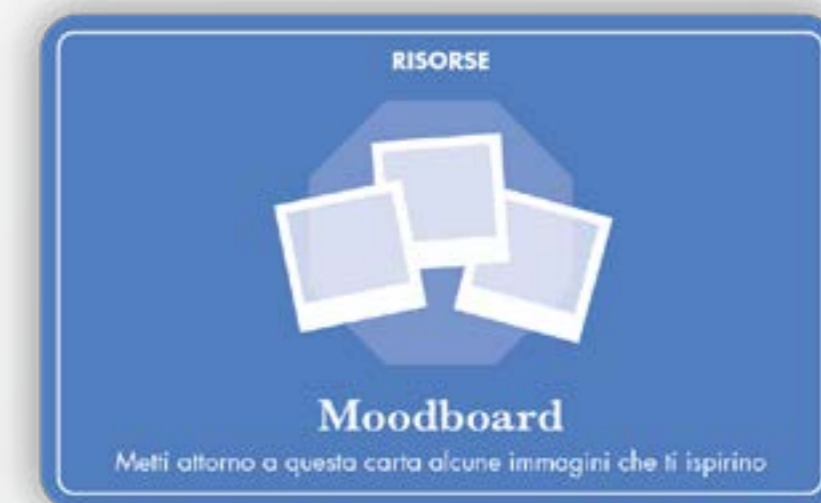 RISORSE
Moodboard
Metti attorno a questa carta alcune immagini che ti ispirino